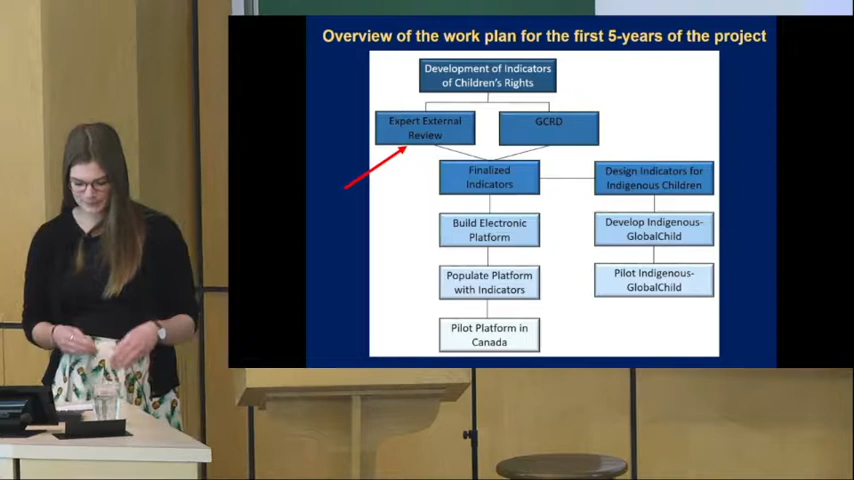 Overview of the work plan for the first 5-years of the project
Development of Indicators
of Children's Rights
Expert External
Review
GCRD
Finalized
Indicators
Design Indicators for
Indigenous Children
Build Electronic
Platform
Develop Indigenous-
GlobalChild
Populate Platform
with Indicators
Pilot Indigenous-
GlobalChild
Pilot Platform in
Canada